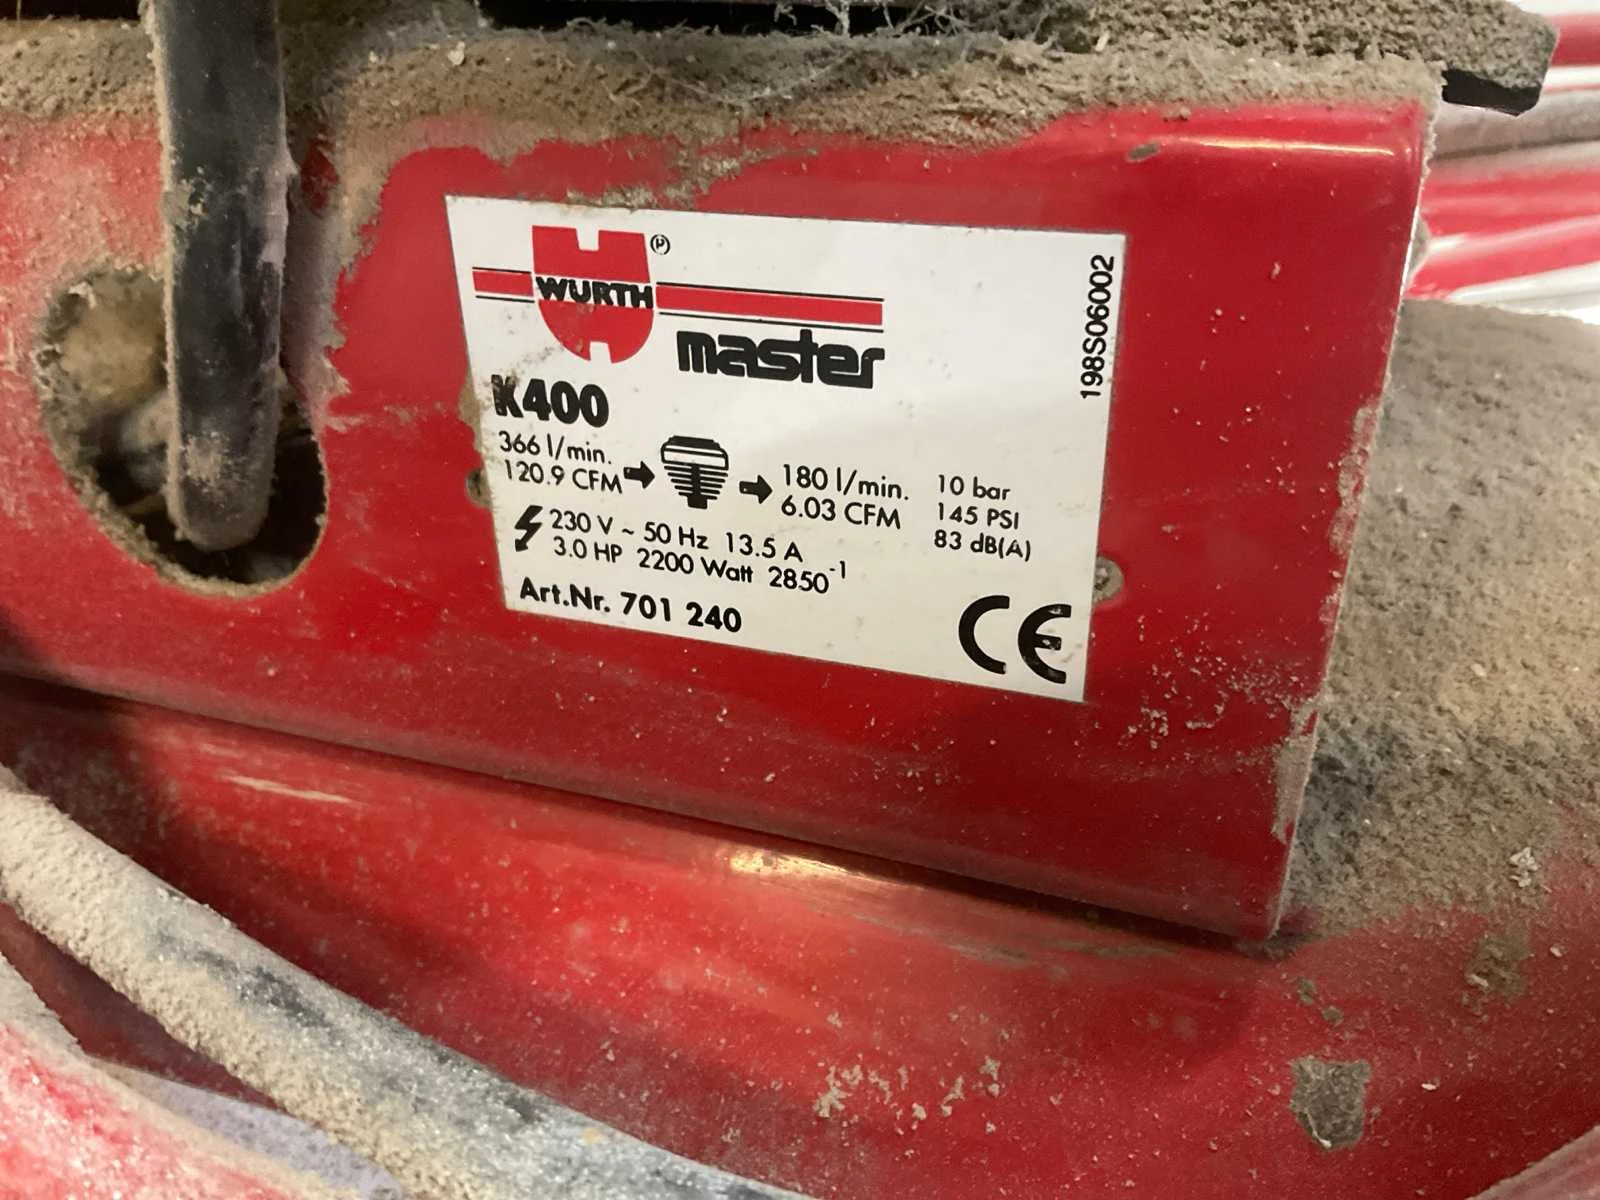 WURTH
master
K400
366 l/min.
120.9 CFM
180 l/min.
6.03 CFM
10 bar
145 PSI
83 dB(A)
230 V ~ 50 Hz 13.5 A
3.0 HP 2200 Watt 2850⁻¹
Art.Nr. 701 240
CE
198S06002